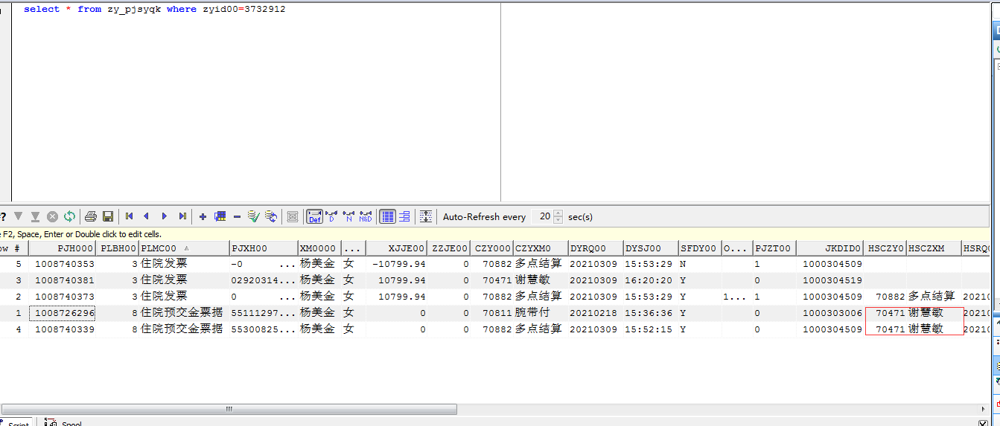 select * from zy_pjsyqk where zyid00=3732912
Def D N N&D Auto-Refresh every 20 sec(s)
F2, Space, Enter or Double click to edit cells.
# PJH000 PLBH00 PLMC00 PJXH00 XM0000 ... XJJE00 ZZJE00 CZY000 CZYXM0 DYRQ00 DYSJ00 SFDY00 O... PJZT00 JKDID0 HSCZY0 HSCZXM
5 1008740353 3 住院发票 -0 ... 杨美金 女 -10799.94 0 70882 多点结算 20210309 15:53:29 N 1 1000304509
3 1008740381 3 住院发票 02920314... 杨美金 女 10799.94 0 70471 谢慧敏 20210309 16:20:20 Y 0 1000304519
2 1008740373 3 住院发票 0 ... 杨美金 女 10799.94 0 70882 多点结算 20210309 15:53:29 Y 1... 1 1000304509 70882 多点结算
1 1008726296 8 住院预交金票据 55111297... 杨美金 女 0 0 70811 腕带付 20210218 15:36:36 Y 0 1000303006 70471 谢慧敏
4 1008740339 8 住院预交金票据 55300825... 杨美金 女 0 0 70882 多点结算 20210309 15:52:15 Y 0 1000304509 70471 谢慧敏
Script Spool